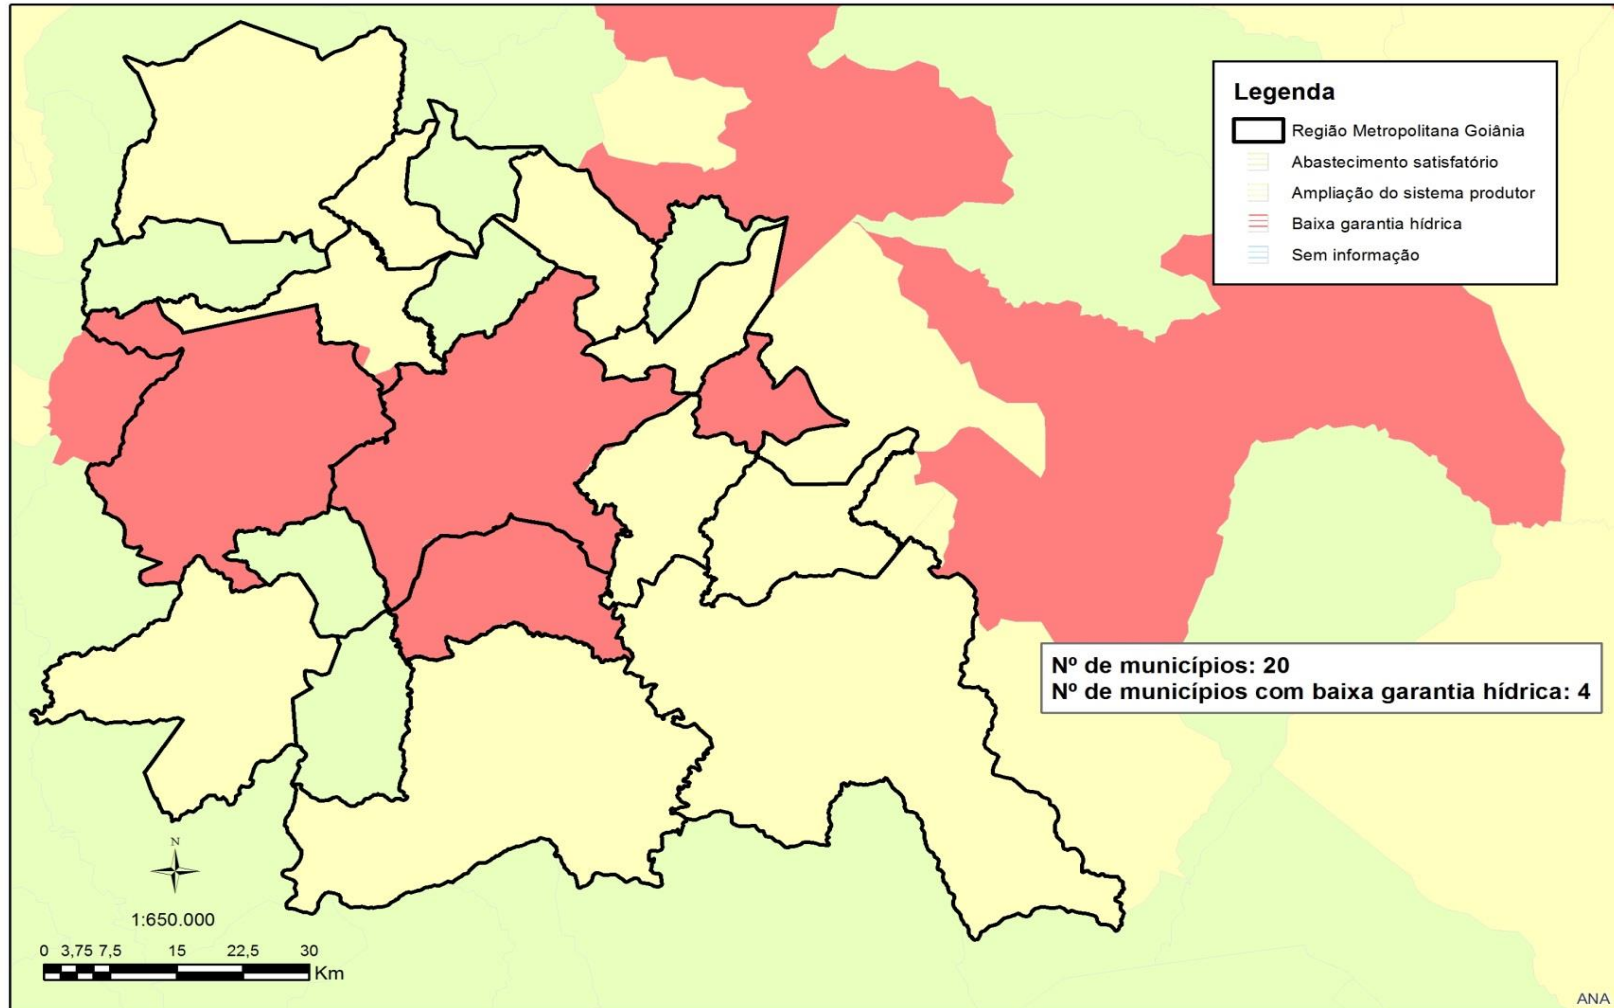 Legenda
Região Metropolitana Goiânia
Abastecimento satisfatório
Ampliação do sistema produtor
Baixa garantia hídrica
Sem informação
Nº de municípios: 20
Nº de municípios com baixa garantia hídrica: 4
N
1:650.000
0 3,75 7,5 15 22,5 30
Km
ANA